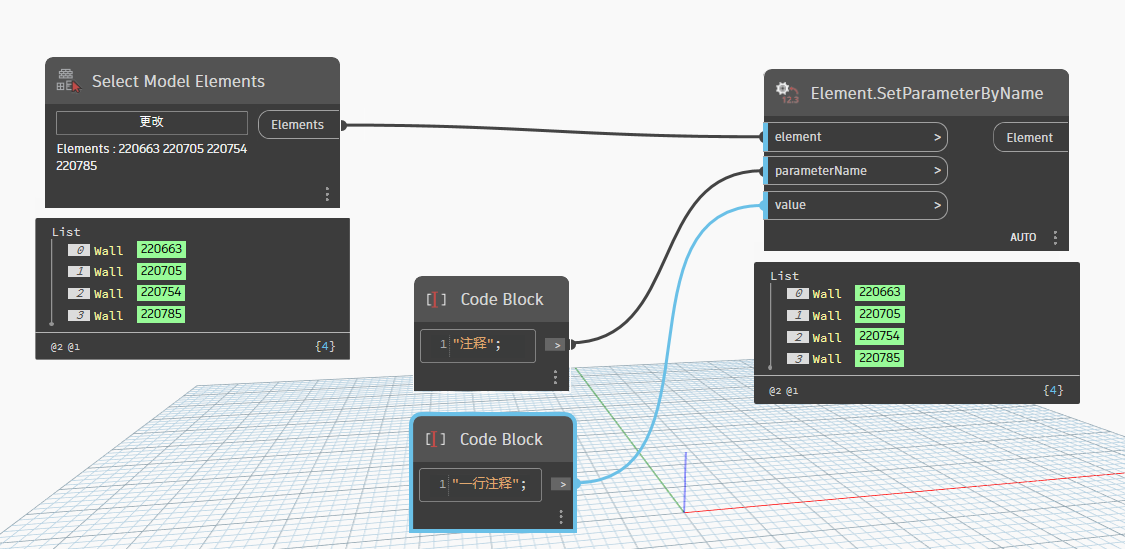 Select Model Elements
更改
Elements
Elements : 220663 220705 220754
220785
List
0 Wall 220663
1 Wall 220705
2 Wall 220754
3 Wall 220785
@2 @1
{4}
Code Block
1 "注释";
>
Code Block
1 "一行注释";
>
12.3
Element.SetParameterByName
element >
Element
parameterName >
value >
AUTO
List
0 Wall 220663
1 Wall 220705
2 Wall 220754
3 Wall 220785
@2 @1
{4}